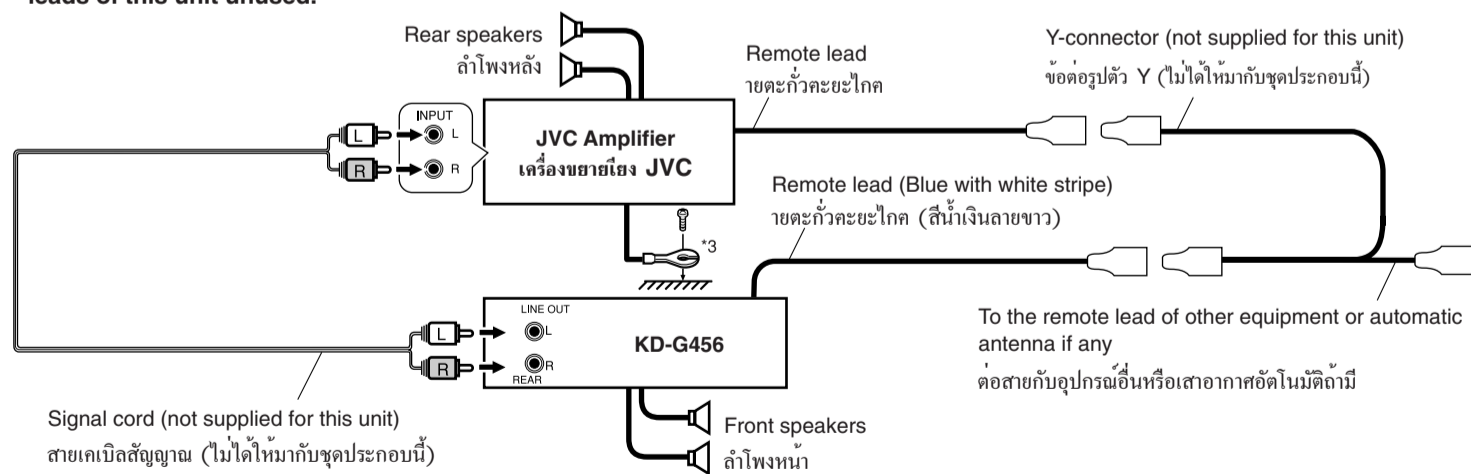 leads of this unit unused.
Rear speakers
ลำโพงหลัง
Remote lead
ายตะกั่วคะยะไกค
Y-connector (not supplied for this unit)
ข้อต่อรูปตัว Y (ไม่ได้ให้มากับชุดประกอบนี้)
INPUT
L
R
L
R
JVC Amplifier
เครื่องขยายเียง JVC
Remote lead (Blue with white stripe)
ายตะกั่วคะยะไกค (สีน้ำเงินลายขาว)
*3
LINE OUT
L
R
REAR
L
R
KD-G456
To the remote lead of other equipment or automatic
antenna if any
ต่อสายกับอุปกรณ์อื่นหรือเสาอากาศอัตโนมัติถ้ามี
Signal cord (not supplied for this unit)
สายเคเบิลสัญญาณ (ไม่ได้ให้มากับชุดประกอบนี้)
Front speakers
ลำโพงหน้า